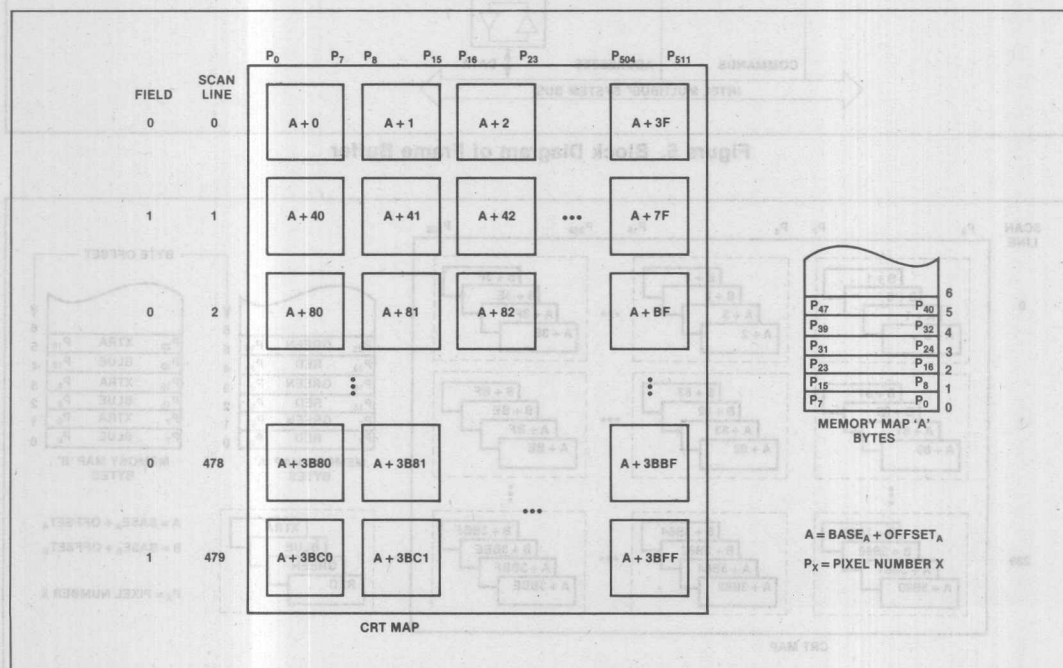 P₀ P₇ P₈ P₁₅ P₁₆ P₂₃ P₅₀₄ P₅₁₁
FIELD
SCAN
LINE
0 0 A + 0 A + 1 A + 2 A + 3F
1 1 A + 40 A + 41 A + 42 ••• A + 7F
0 2 A + 80 A + 81 A + 82 A + BF
0 478 A + 3B80 A + 3B81 A + 3BBF
•••
1 479 A + 3BC0 A + 3BC1 A + 3BFF
CRT MAP
6
P₄₇ P₄₀ 5
P₃₉ P₃₂ 4
P₃₁ P₂₄ 3
P₂₃ P₁₆ 2
P₁₅ P₈ 1
P₇ P₀ 0
MEMORY MAP 'A'
BYTES
A = BASE_A + OFFSET_A
Pₓ = PIXEL NUMBER X